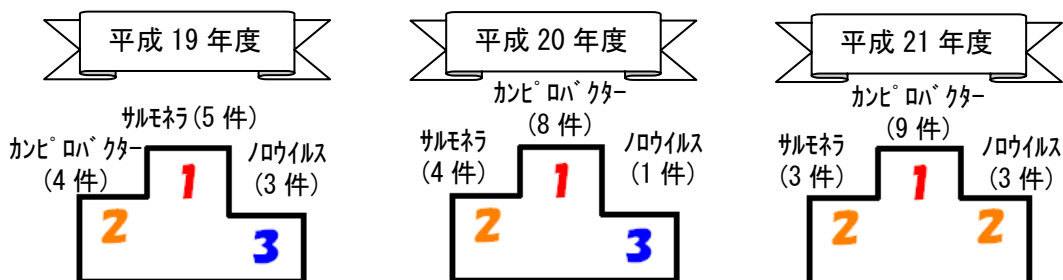 平成 19 年度
サルモネラ (5 件)
カンピロバクター
(4 件)
ノロウイルス
(3 件)
1
2
3
平成 20 年度
カンピロバクター
(8 件)
サルモネラ
(4 件)
ノロウイルス
(1 件)
1
2
3
平成 21 年度
カンピロバクター
(9 件)
サルモネラ
(3 件)
ノロウイルス
(3 件)
1
2
2